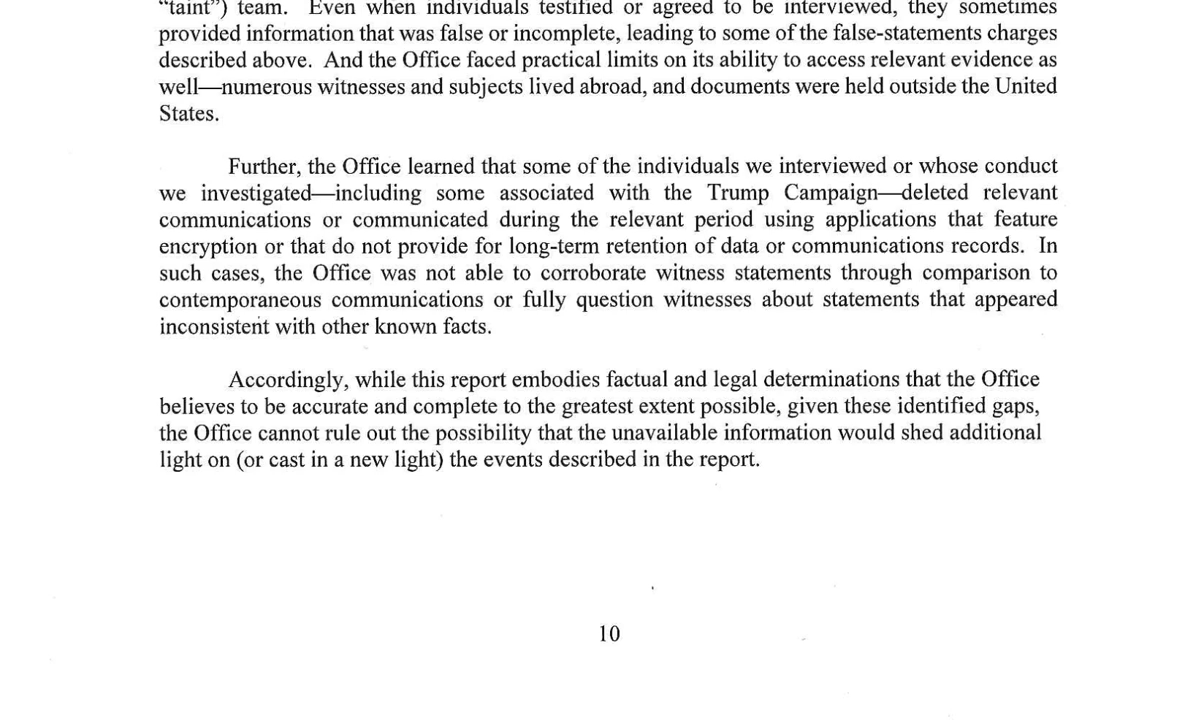 “taint”) team. Even when individuals testified or agreed to be interviewed, they sometimes
provided information that was false or incomplete, leading to some of the false-statements charges
described above. And the Office faced practical limits on its ability to access relevant evidence as
well—numerous witnesses and subjects lived abroad, and documents were held outside the United
States.
Further, the Office learned that some of the individuals we interviewed or whose conduct
we investigated—including some associated with the Trump Campaign—deleted relevant
communications or communicated during the relevant period using applications that feature
encryption or that do not provide for long-term retention of data or communications records. In
such cases, the Office was not able to corroborate witness statements through comparison to
contemporaneous communications or fully question witnesses about statements that appeared
inconsistent with other known facts.
Accordingly, while this report embodies factual and legal determinations that the Office
believes to be accurate and complete to the greatest extent possible, given these identified gaps,
the Office cannot rule out the possibility that the unavailable information would shed additional
light on (or cast in a new light) the events described in the report.
10